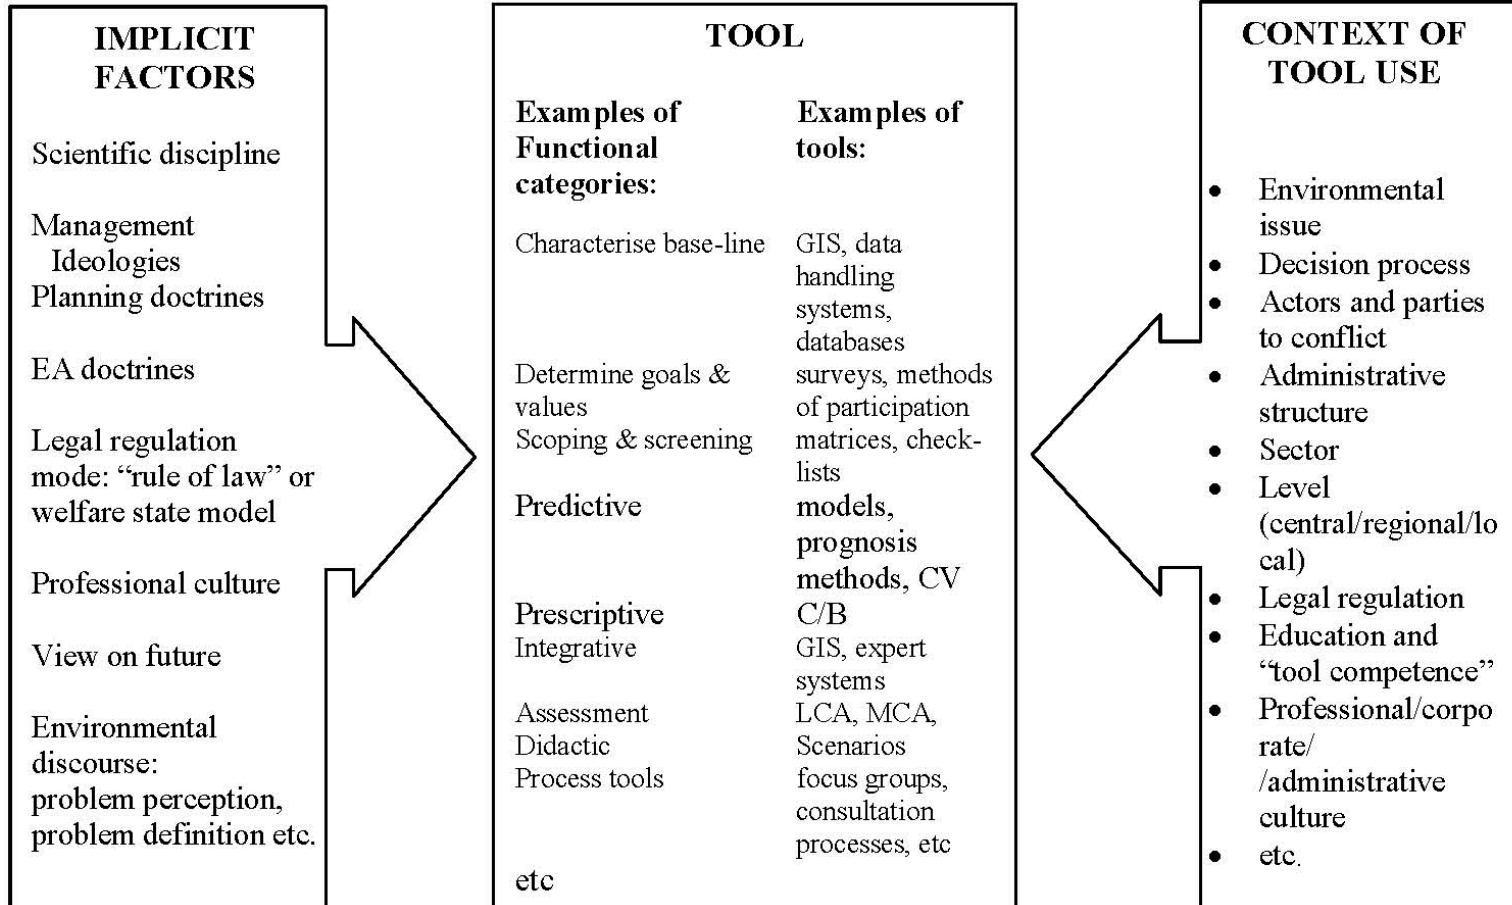 IMPLICIT
FACTORS
Scientific discipline
Management
Ideologies
Planning doctrines
EA doctrines
Legal regulation
mode: “rule of law” or
welfare state model
Professional culture
View on future
Environmental
discourse:
problem perception,
problem definition etc.
TOOL
Examples of
Functional
categories:
Examples of
tools:
Characterise base-line
GIS, data
handling
systems,
databases
Determine goals &
values
surveys, methods
of participation
Scoping & screening
matrices, check-
lists
Predictive
models,
prognosis
methods, CV
Prescriptive
C/B
Integrative
GIS, expert
systems
Assessment
LCA, MCA,
Didactic
Scenarios
Process tools
focus groups,
consultation
processes, etc
etc
CONTEXT OF
TOOL USE
• Environmental
issue
• Decision process
• Actors and parties
to conflict
• Administrative
structure
• Sector
• Level
(central/regional/lo
cal)
• Legal regulation
• Education and
“tool competence”
• Professional/corpo
rate/
/administrative
culture
• etc.